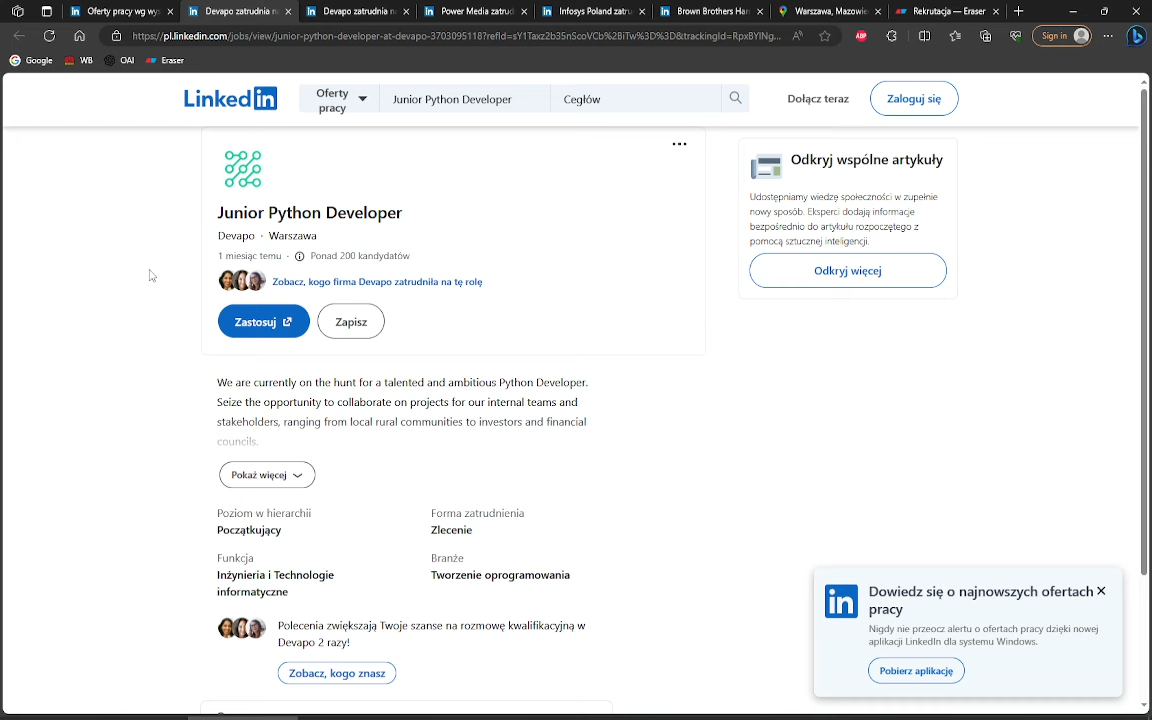 Oferty pracy wg wys
Devapo zatrudnia na
Devapo zatrudnia na
Power Media zatrud
Infosys Poland zatru
Brown Brothers Har
Warszawa, Mazowie
Rekrutacja — Eraser
https://pl.linkedin.com/jobs/view/junior-python-developer-at-devapo-3703095118?refId=sY1Taxz2b35nScoVCb%2BiTw%3D%3D&trackingId=RpxBYINg...
Sign in
Google
WB
OAI
Eraser
Linkedin
Oferty
pracy
Junior Python Developer
Cegłów
Dołącz teraz
Zaloguj się
Junior Python Developer
Devapo · Warszawa
1 miesiąc temu · Ponad 200 kandydatów
Zobacz, kogo firma Devapo zatrudniła na tę rolę
Zastosuj
Zapisz
Odkryj wspólne artykuły
Udostępniamy wiedzę społeczności w zupełnie
nowy sposób. Eksperci dodają informacje
bezpośrednio do artykułu rozpoczętego z
pomocą sztucznej inteligencji.
Odkryj więcej
We are currently on the hunt for a talented and ambitious Python Developer.
Seize the opportunity to collaborate on projects for our internal teams and
stakeholders, ranging from local rural communities to investors and financial
councils.
Pokaż więcej
Poziom w hierarchii
Początkujący
Forma zatrudnienia
Zlecenie
Funkcja
Inżynieria i Technologie
informatyczne
Branże
Tworzenie oprogramowania
Polecenia zwiększają Twoje szanse na rozmowę kwalifikacyjną w
Devapo 2 razy!
Zobacz, kogo znasz
Dowiedz się o najnowszych ofertach
pracy
Nigdy nie przeocz alertu o ofertach pracy dzięki nowej
aplikacji LinkedIn dla systemu Windows.
Pobierz aplikację